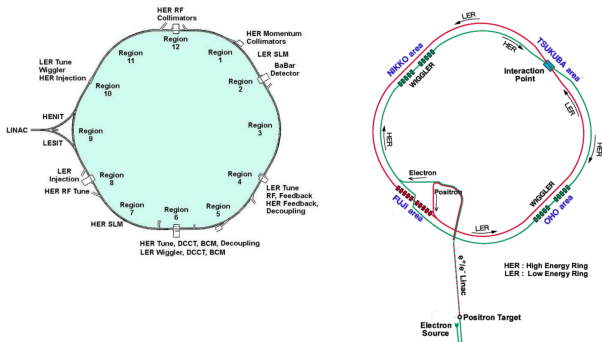 HER RF
Collimators
Region
12
HER Momentum
Collimators
Region
1
LER SLM
BaBar
Detector
Region
2
Region
3
Region
4
LER Tune
RF, Feedback
HER Feedback,
Decoupling
Region
5
Region
6
HER Tune, DCCT, BCM, Decoupling
LER Wiggler, DCCT, BCM
Region
7
HER SLM
Region
8
LER
Injection
HER RF Tune
Region
9
HENIT
LINAC
LESIT
Region
10
LER Tune
Wiggler
HER Injection
Region
11
LER
HER
TSUKUBA area
NIKKO area
WIGGLER
Interaction
Point
LER
HER
HER
Electron
Positron
FUJI area
WIGGLER
OHO area
LER
HER : High Energy Ring
LER : Low Energy Ring
e+/e- Linac
Positron Target
Electron
Source